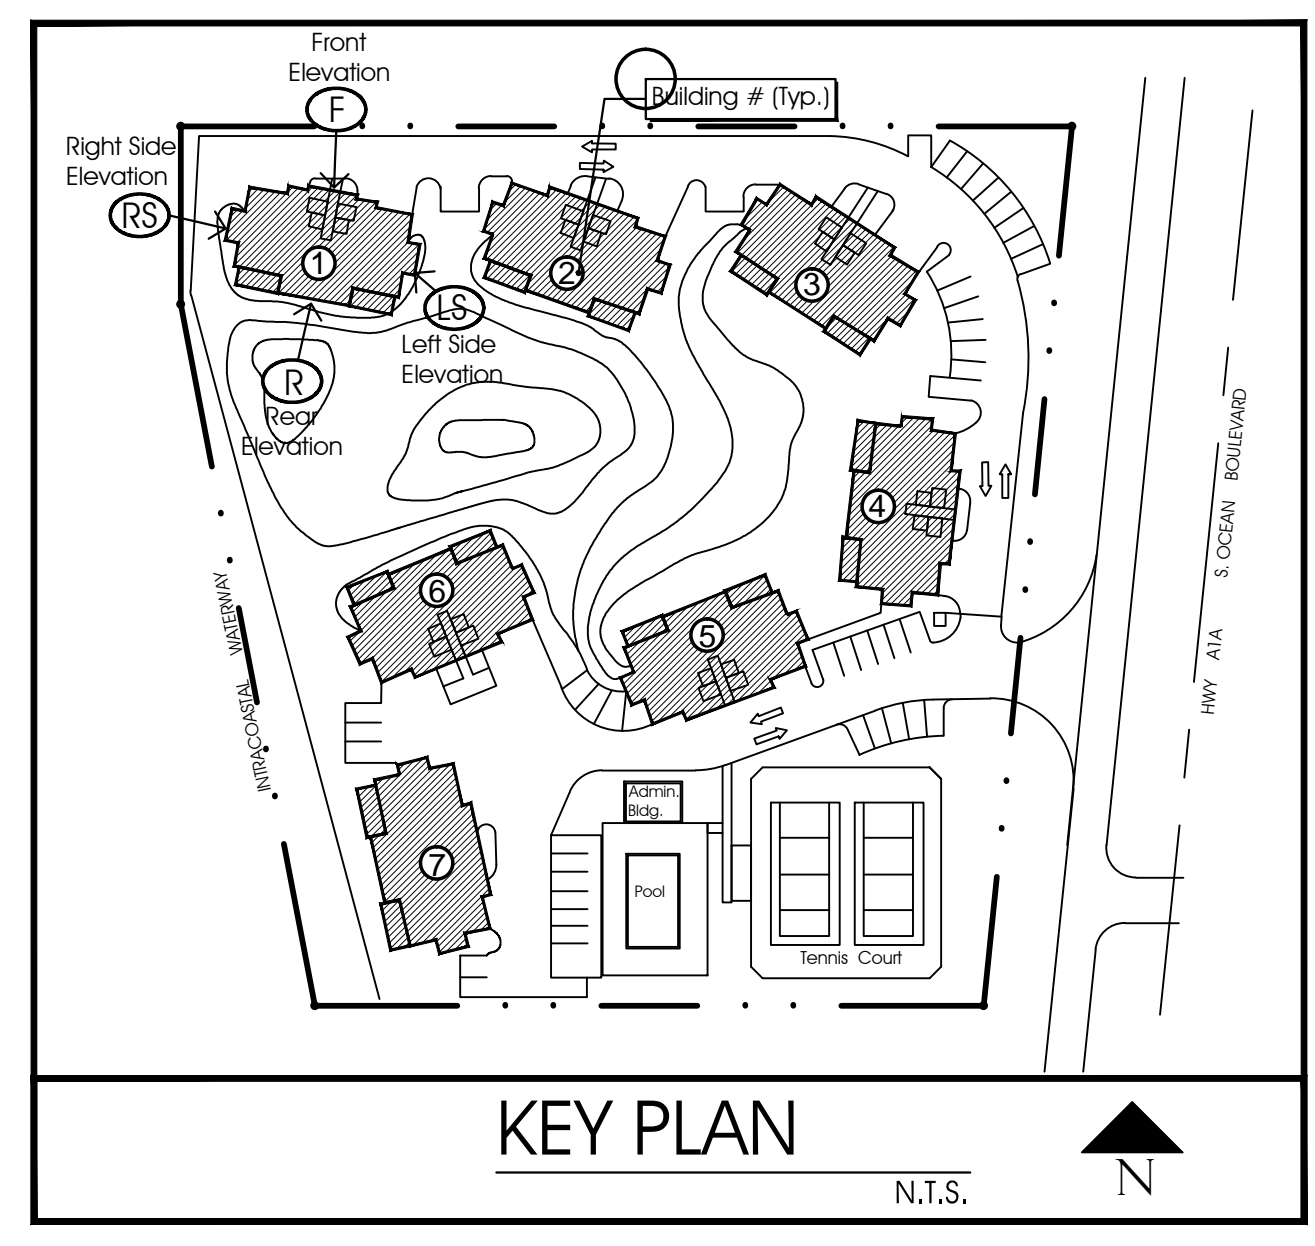 Front
Elevation
F
Building # (Typ.)
Right Side
Elevation
RS
1
2
3
LS
Left Side
Elevation
R
Rear
Elevation
4
S. OCEAN BOULEVARD
HWY A1A
INTRACOASTAL WATERWAY
6
5
7
Admin.
Bldg.
Pool
Tennis Court
KEY PLAN
N.T.S.
N